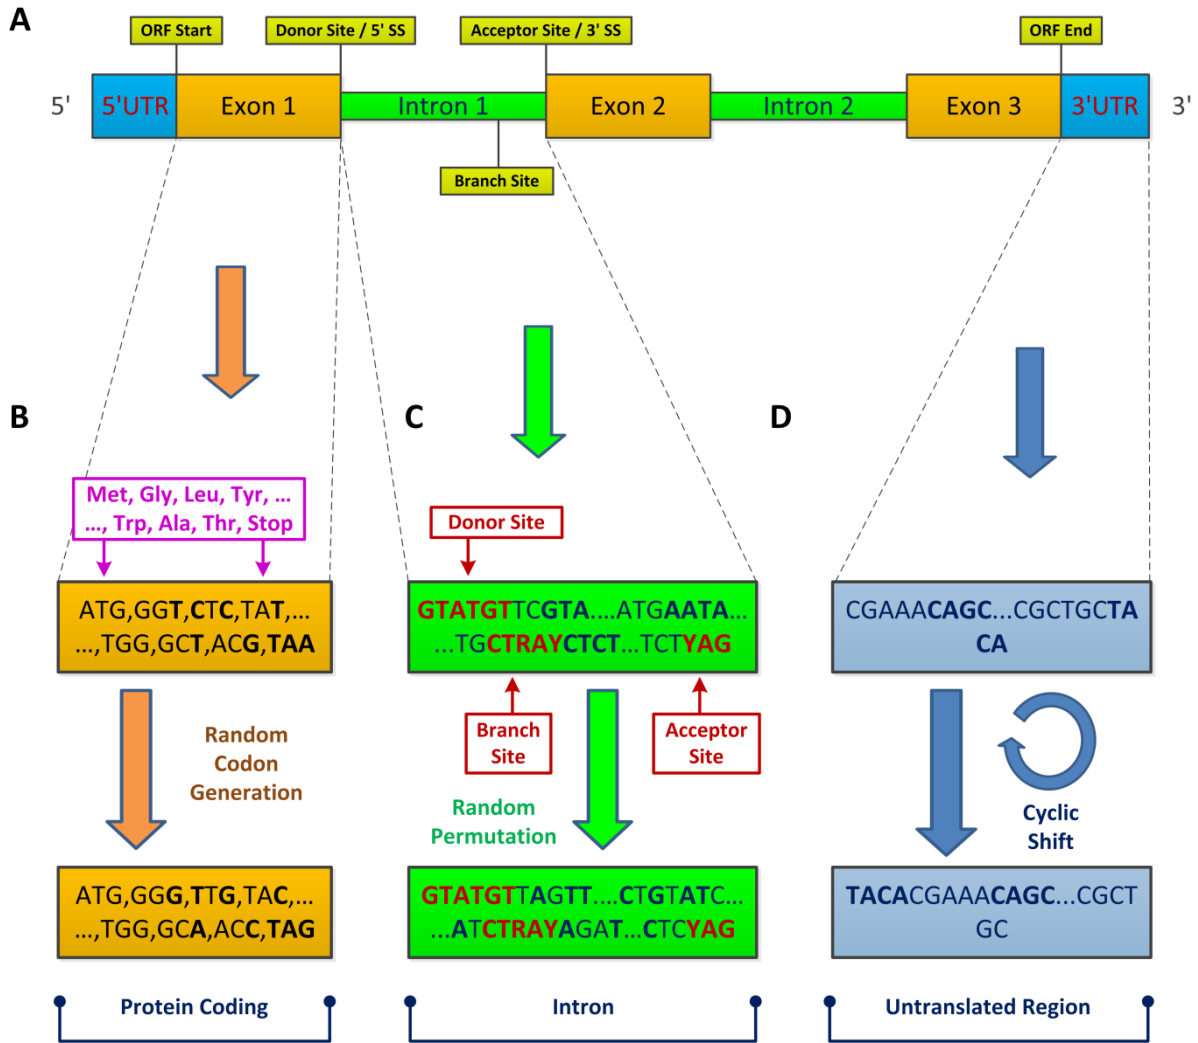 A
ORF Start
Donor Site / 5' SS
Acceptor Site / 3' SS
ORF End
5'
5'UTR
Exon 1
Intron 1
Exon 2
Intron 2
Exon 3
3'UTR
3'
Branch Site
B
C
D
Met, Gly, Leu, Tyr, ...
..., Trp, Ala, Thr, Stop
ATG,GGT,CTC,TAT,...
...,TGG,GCT,ACG,TAA
Random
Codon
Generation
ATG,GGG,TTG,TAC,...
...,TGG,GCA,ACC,TAG
Protein Coding
Donor Site
GTATGTTCGTA....ATGAATA...
...TGCTRAYCTCT...TCTYAG
Branch
Site
Acceptor
Site
Random
Permutation
GTATGTTAGTT....CTGTATC...
...ATCTRAYAGAT...CTCYAG
Intron
CGAAACAGC...CGCTGCTA
CA
Cyclic
Shift
TACACGAAACAGC...CGCT
GC
Untranslated Region